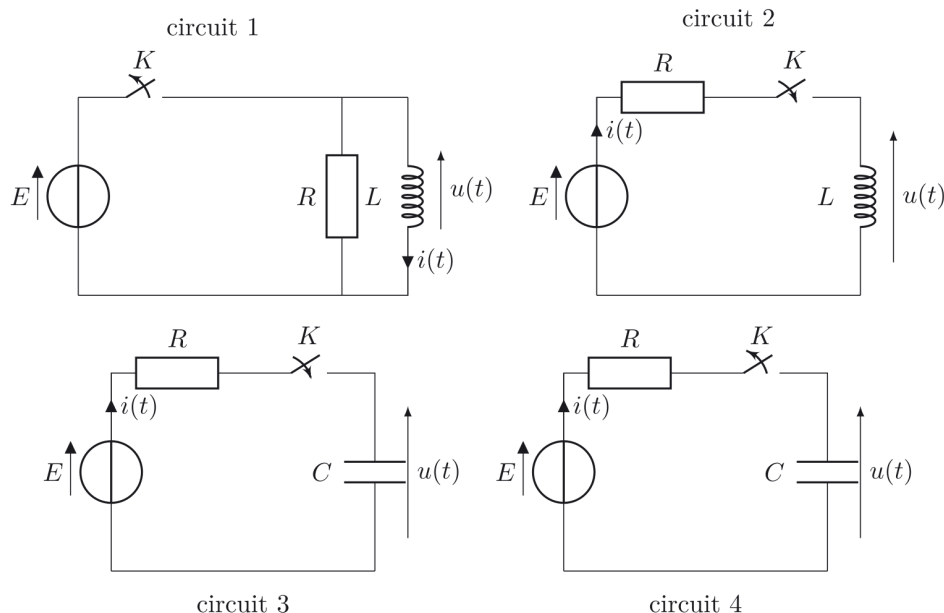 circuit 1
K
E
R
L
u(t)
i(t)
circuit 2
R
K
i(t)
E
L
u(t)
R
K
i(t)
E
C
u(t)
circuit 3
R
K
i(t)
E
C
u(t)
circuit 4